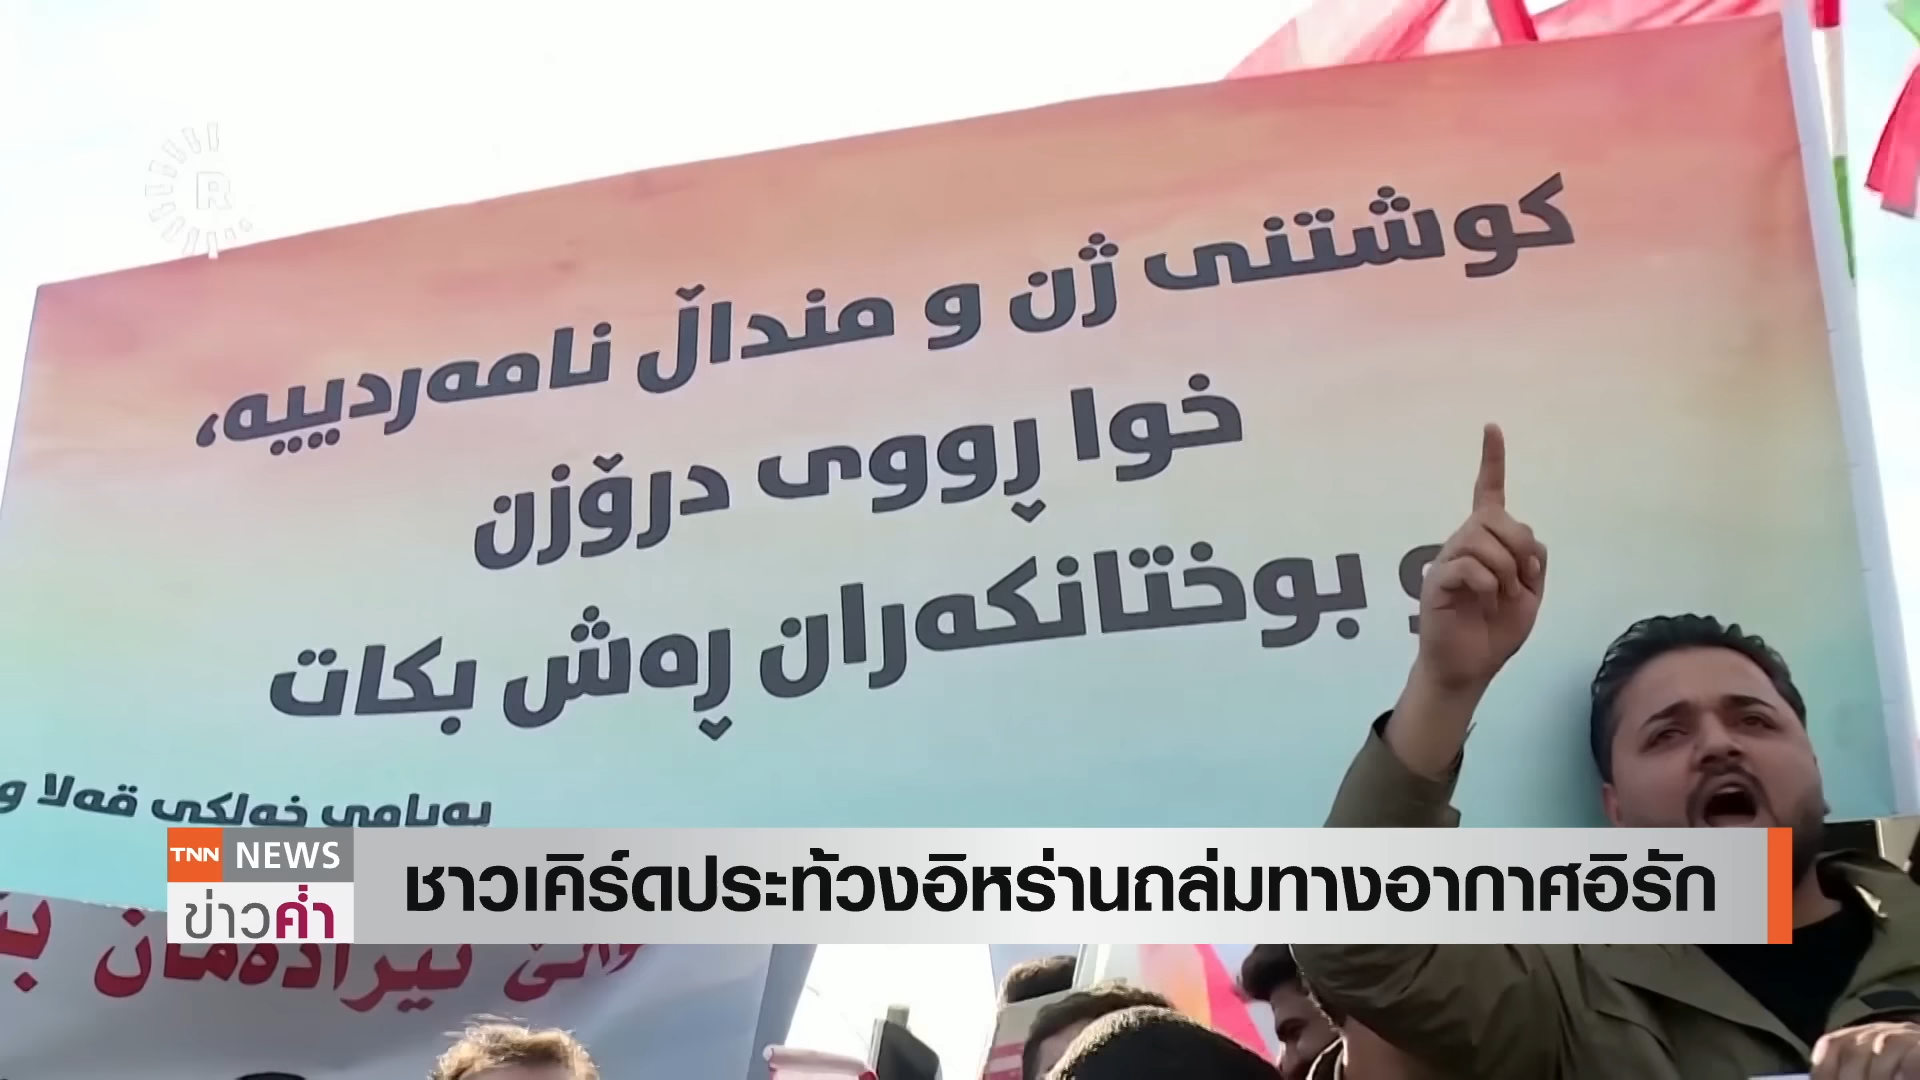 R
کوشتنی ژن و منداڵ نامەردییە،
خوا ڕووی درۆزن
و بوختانکەران ڕەش بکات
پەیامی خەڵکی قەلا و
TNN NEWS
ข่าวค่ำ
ชาวเคิร์ดประท้วงอิหร่านถล่มทางอากาศอิรัก
ئیرادەمان